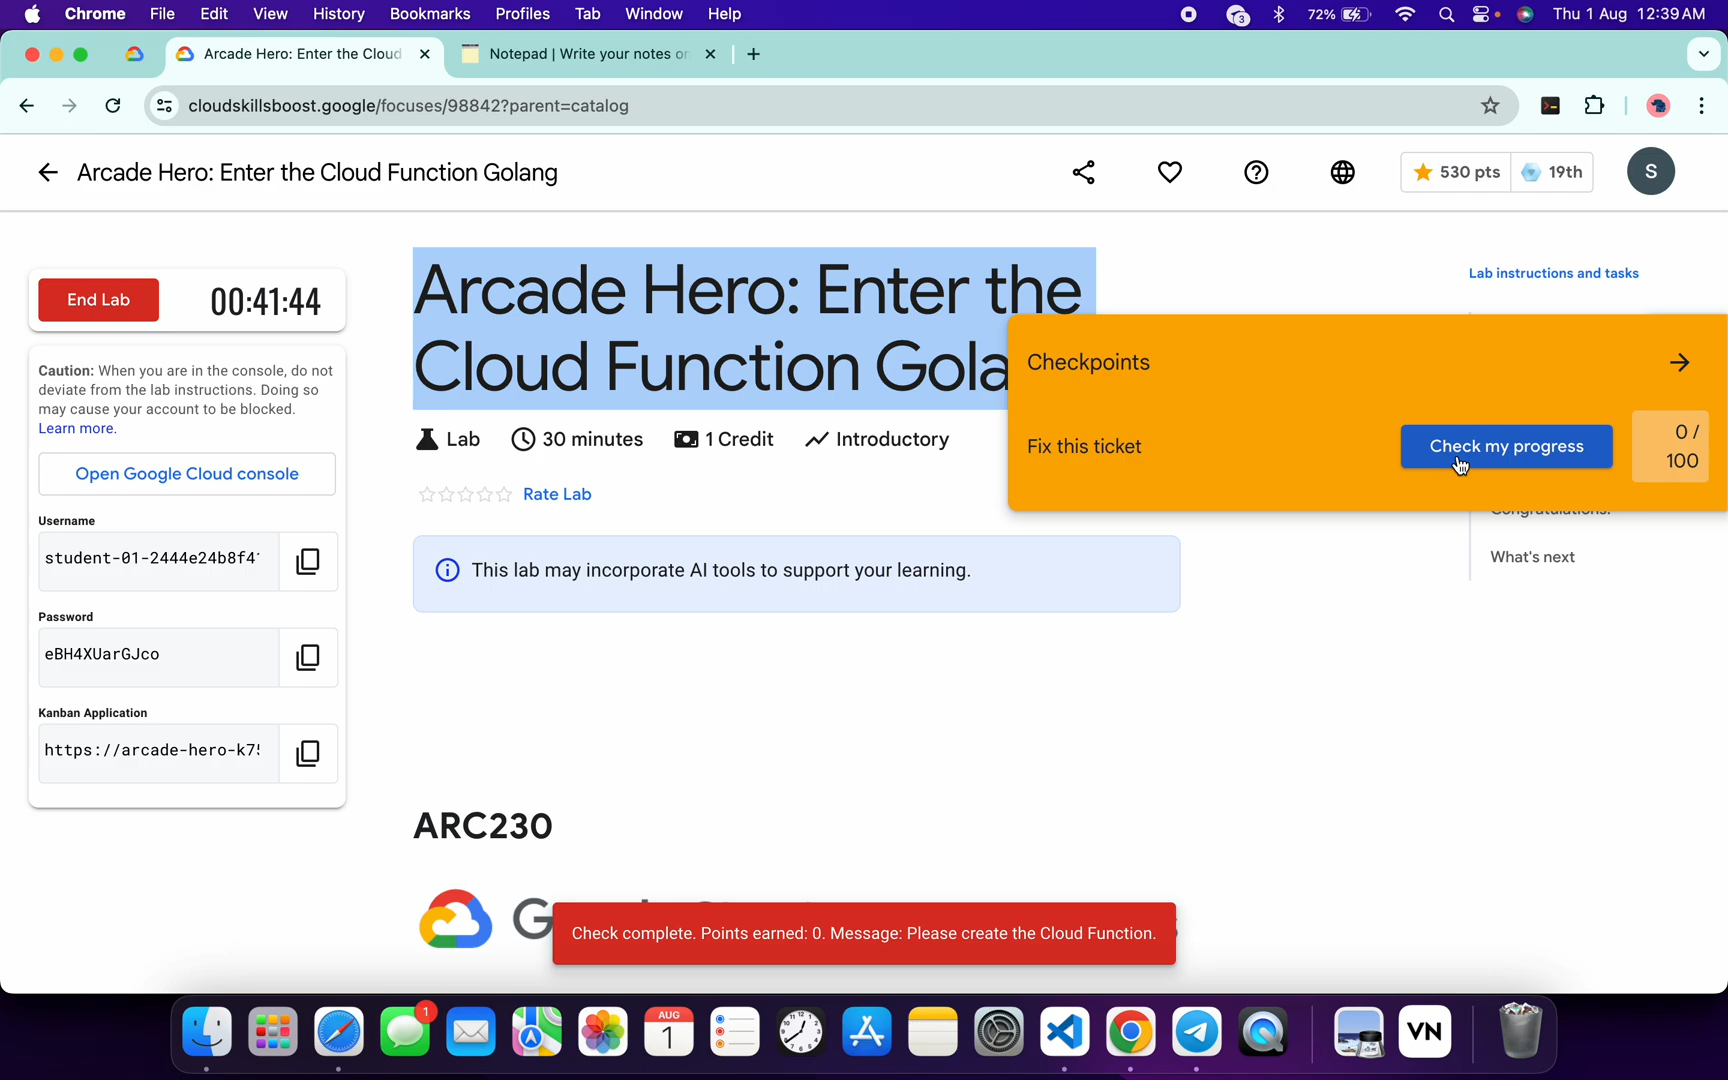 Chrome File Edit View History Bookmarks Profiles Tab Window Help 3 72% Thu 1 Aug 12:39 AM
Arcade Hero: Enter the Cloud Notepad | Write your notes on
cloudskillsboost.google/focuses/98842?parent=catalog
Arcade Hero: Enter the Cloud Function Golang 530 pts 19th S
End Lab 00:41:44
Caution: When you are in the console, do not
deviate from the lab instructions. Doing so
may cause your account to be blocked.
Learn more.
Open Google Cloud console
Username
student-01-2444e24b8f4
Password
eBH4XUarGJco
Kanban Application
https://arcade-hero-k7
Arcade Hero: Enter the
Cloud Function Gola
Lab 30 minutes 1 Credit Introductory
Rate Lab
This lab may incorporate AI tools to support your learning.
ARC230
G
Check complete. Points earned: 0. Message: Please create the Cloud Function.
Lab instructions and tasks
Checkpoints
Fix this ticket Check my progress 0 /
100
Congratulations!
What's next
1
AUG
1
VN